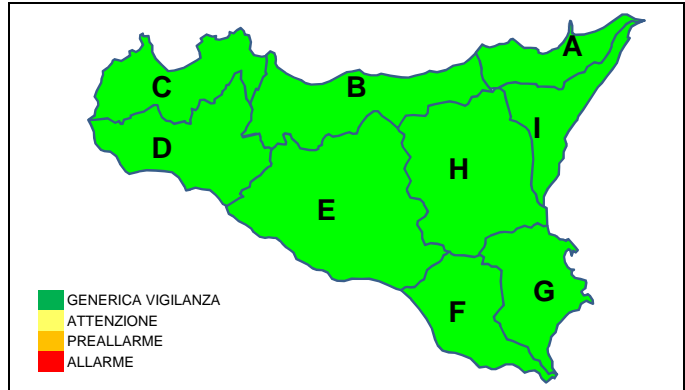 A
C
B
I
D
H
E
G
F
GENERICA VIGILANZA
ATTENZIONE
PREALLARME
ALLARME